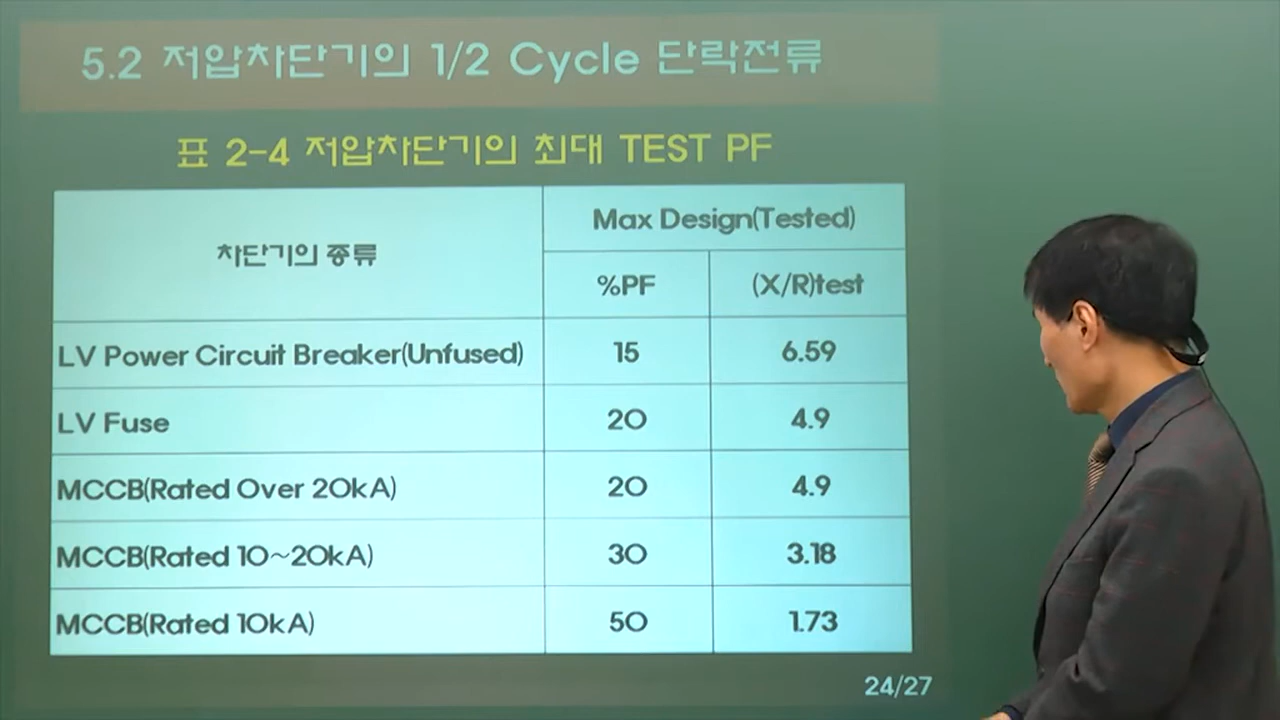 5.2 저압차단기의 1/2 Cycle 단락전류
표 2-4 저압차단기의 최대 TEST PF
차단기의 종류
Max Design(Tested)
%PF
(X/R)test
LV Power Circuit Breaker(Unfused) 15 6.59
LV Fuse 20 4.9
MCCB(Rated Over 20kA) 20 4.9
MCCB(Rated 10~20kA) 30 3.18
MCCB(Rated 10kA) 50 1.73
24/27